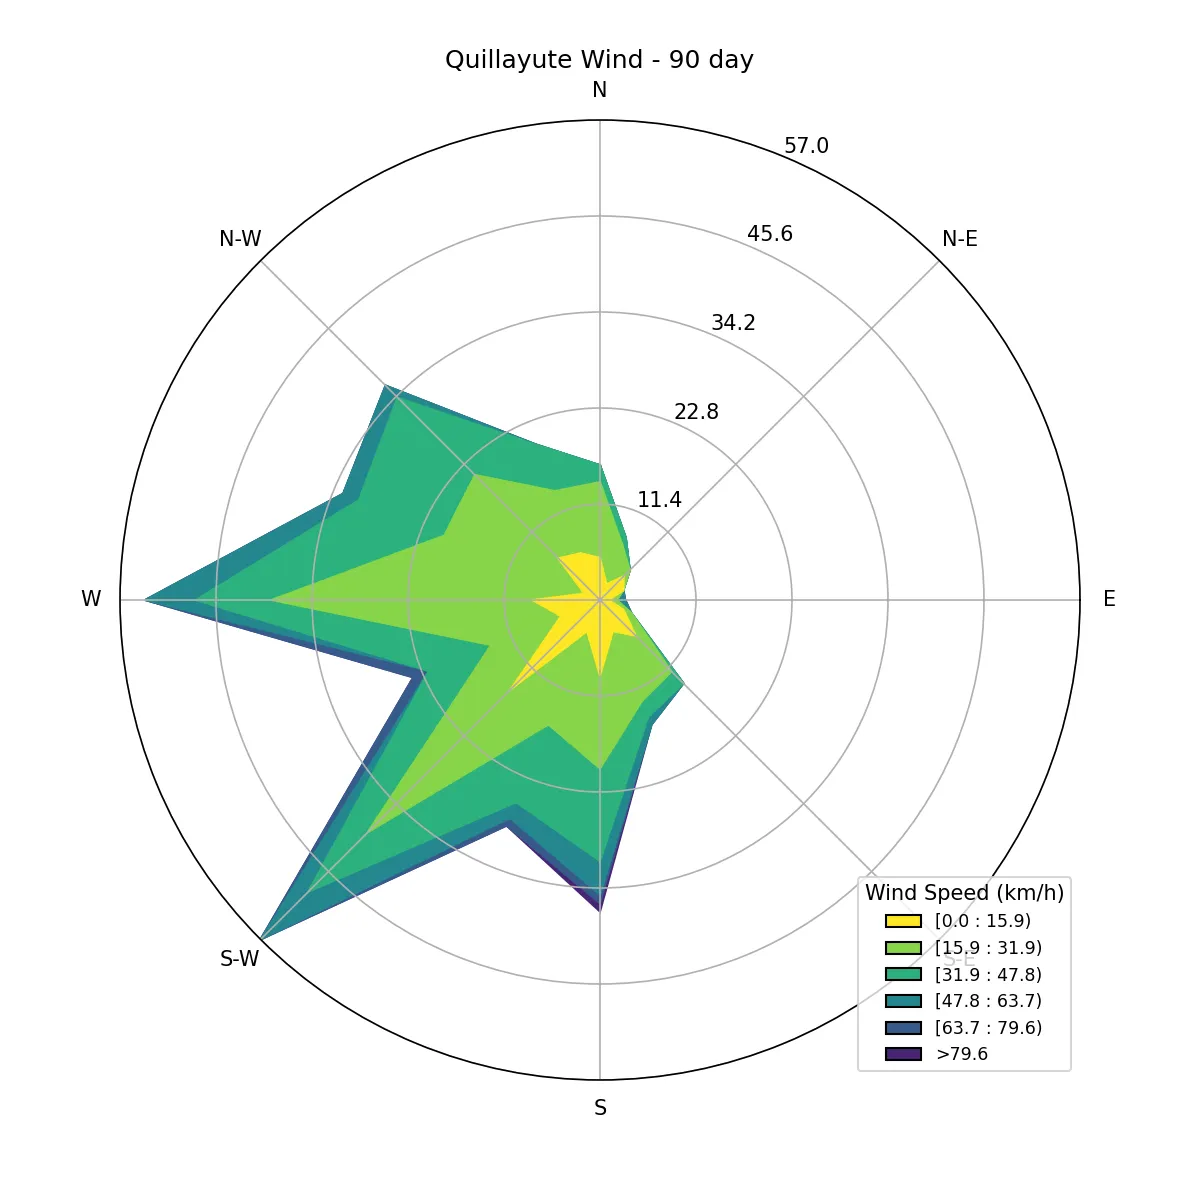 Quillayute Wind - 90 day
N
57.0
N-W
45.6
N-E
34.2
22.8
11.4
W
E
Wind Speed (km/h)
[0.0 : 15.9)
[15.9 : 31.9)
S-W
S-E
[31.9 : 47.8)
[47.8 : 63.7)
[63.7 : 79.6)
>79.6
S